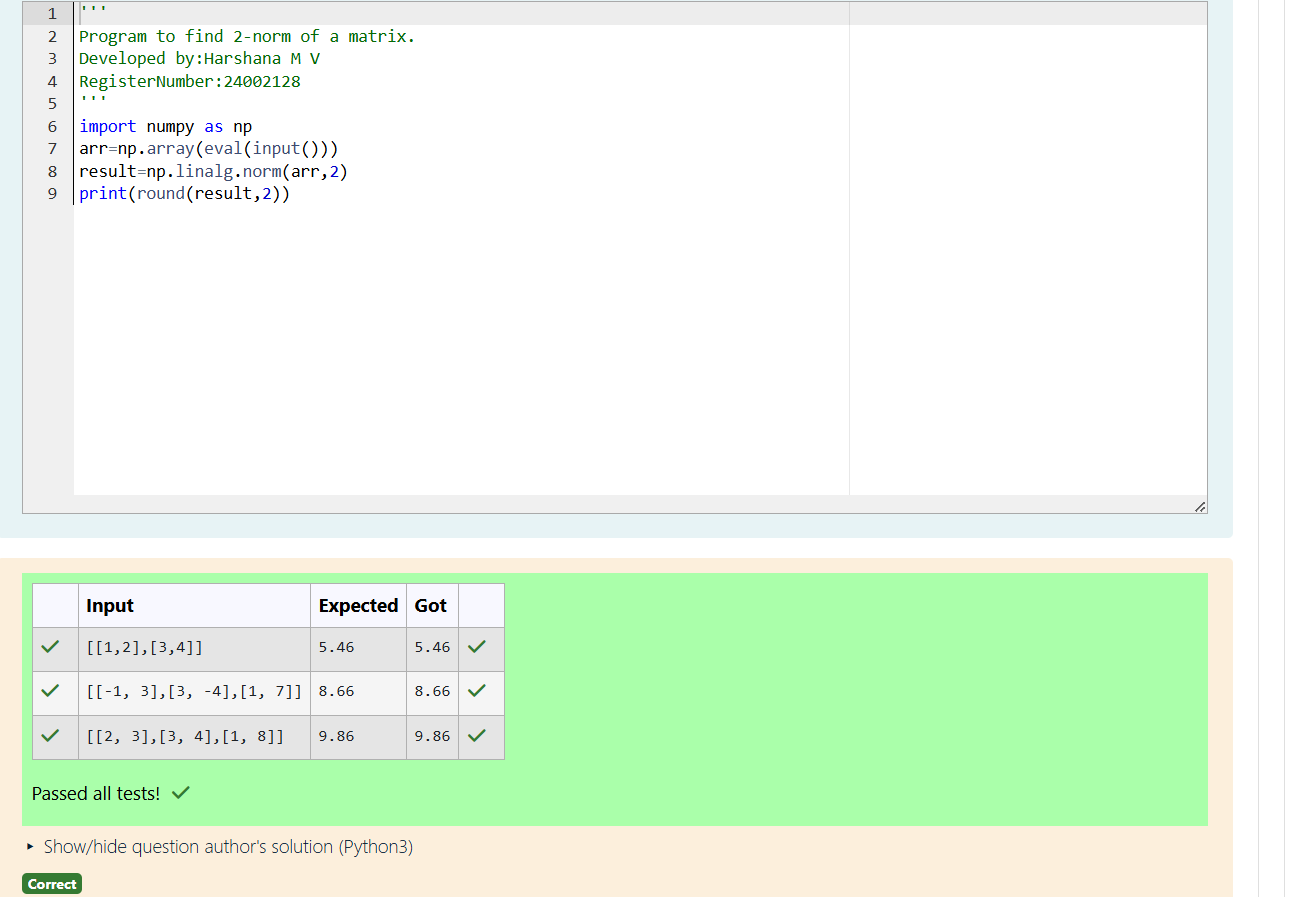 1 '''
2 Program to find 2-norm of a matrix.
3 Developed by:Harshana M V
4 RegisterNumber:24002128
5 '''
6 import numpy as np
7 arr=np.array(eval(input()))
8 result=np.linalg.norm(arr,2)
9 print(round(result,2))
Input Expected Got
[[1,2],[3,4]] 5.46 5.46
[[-1, 3],[3, -4],[1, 7]] 8.66 8.66
[[2, 3],[3, 4],[1, 8]] 9.86 9.86
Passed all tests!
Show/hide question author's solution (Python3)
Correct